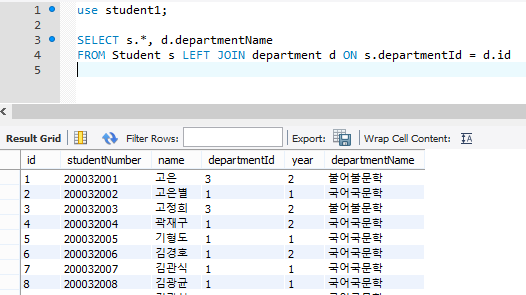 1 use student1;
2
3 SELECT s.*, d.departmentName
4 FROM Student s LEFT JOIN department d ON s.departmentId = d.id
5
Result Grid Filter Rows: Export: Wrap Cell Content:
id studentNumber name departmentId year departmentName
1 200032001 고은 3 2 불어불문학
2 200032002 고은별 1 1 국어국문학
3 200032003 고정희 3 2 불어불문학
4 200032004 곽재구 1 2 국어국문학
5 200032005 기형도 1 1 국어국문학
6 200032006 김경호 1 2 국어국문학
7 200032007 김관식 1 1 국어국문학
8 200032008 김광균 1 1 국어국문학